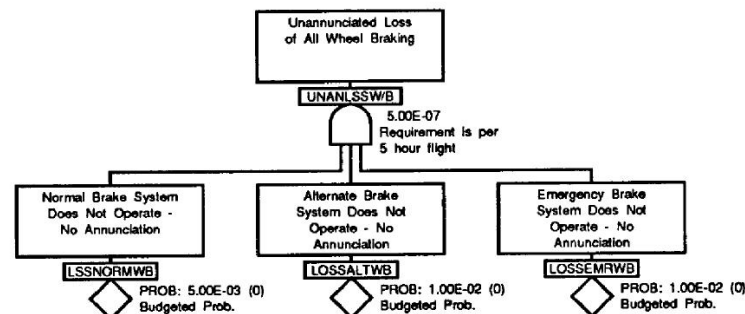 Unannunciated Loss
of All Wheel Braking
UNANLSSW/B
5.00E-07
Requirement is per
5 hour flight
Normal Brake System
Does Not Operate -
No Annunciation
LSSNORMWB
PROB: 5.00E-03 (0)
Budgeted Prob.
Alternate Brake
System Does Not
Operate - No
Annunciation
LOSSALTWB
PROB: 1.00E-02 (0)
Budgeted Prob.
Emergency Brake
System Does Not
Operate - No
Annunciation
LOSSEMRWB
PROB: 1.00E-02 (0)
Budgeted Prob.